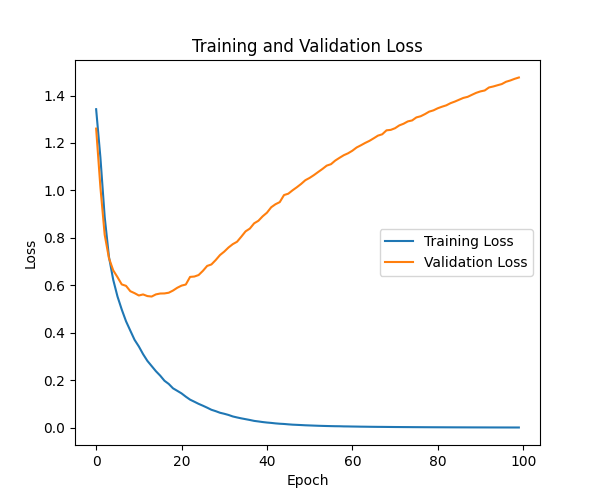 Training and Validation Loss
Loss
1.4
1.2
1.0
0.8
0.6
0.4
0.2
0.0
Training Loss
Validation Loss
0 20 40 60 80 100
Epoch